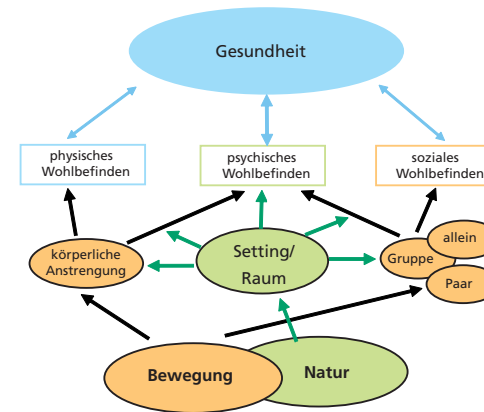 Gesundheit
physisches
Wohlbefinden
psychisches
Wohlbefinden
soziales
Wohlbefinden
körperliche
Anstrengung
Setting/
Raum
Gruppe
allein
Paar
Bewegung
Natur